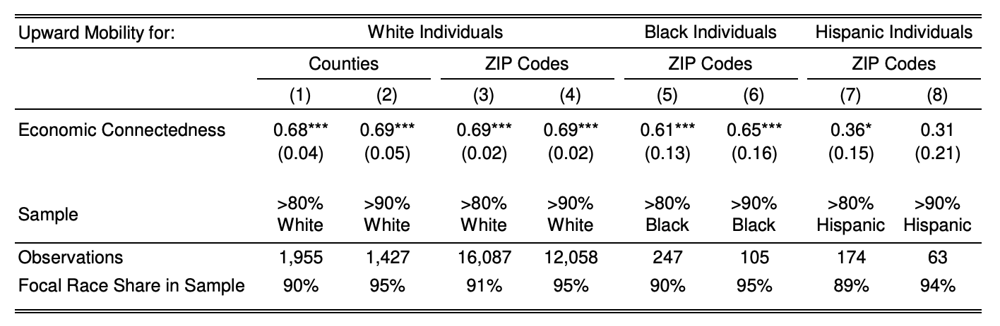 Upward Mobility for: White Individuals Black Individuals Hispanic Individuals
Counties ZIP Codes ZIP Codes ZIP Codes
(1) (2) (3) (4) (5) (6) (7) (8)
Economic Connectedness 0.68*** 0.69*** 0.69*** 0.69*** 0.61*** 0.65*** 0.36* 0.31
(0.04) (0.05) (0.02) (0.02) (0.13) (0.16) (0.15) (0.21)
Sample >80% White >90% White >80% White >90% White >80% Black >90% Black >80% Hispanic >90% Hispanic
Observations 1,955 1,427 16,087 12,058 247 105 174 63
Focal Race Share in Sample 90% 95% 91% 95% 90% 95% 89% 94%